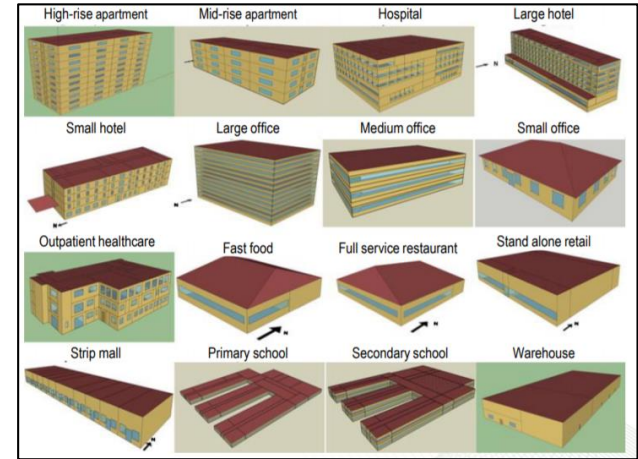 High-rise apartment
Mid-rise apartment
Hospital
Large hotel
N
Small hotel
Large office
Medium office
Small office
N
N
Outpatient healthcare
Fast food
Full service restaurant
Stand alone retail
N
N
N
Strip mall
Primary school
Secondary school
Warehouse
N